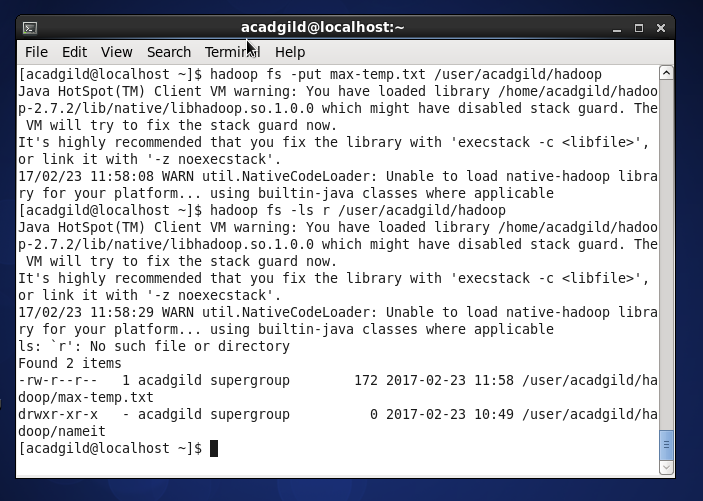 acadgild@localhost:~
File Edit View Search Terminal Help
[acadgild@localhost ~]$ hadoop fs -put max-temp.txt /user/acadgild/hadoop
Java HotSpot(TM) Client VM warning: You have loaded library /home/acadgild/hadoo
p-2.7.2/lib/native/libhadoop.so.1.0.0 which might have disabled stack guard. The
 VM will try to fix the stack guard now.
It's highly recommended that you fix the library with 'execstack -c <libfile>',
or link it with '-z noexecstack'.
17/02/23 11:58:08 WARN util.NativeCodeLoader: Unable to load native-hadoop libra
ry for your platform... using builtin-java classes where applicable
[acadgild@localhost ~]$ hadoop fs -ls r /user/acadgild/hadoop
Java HotSpot(TM) Client VM warning: You have loaded library /home/acadgild/hadoo
p-2.7.2/lib/native/libhadoop.so.1.0.0 which might have disabled stack guard. The
 VM will try to fix the stack guard now.
It's highly recommended that you fix the library with 'execstack -c <libfile>',
or link it with '-z noexecstack'.
17/02/23 11:58:29 WARN util.NativeCodeLoader: Unable to load native-hadoop libra
ry for your platform... using builtin-java classes where applicable
ls: `r': No such file or directory
Found 2 items
-rw-r--r--   1 acadgild supergroup        172 2017-02-23 11:58 /user/acadgild/ha
doop/max-temp.txt
drwxr-xr-x   - acadgild supergroup          0 2017-02-23 10:49 /user/acadgild/ha
doop/nameit
[acadgild@localhost ~]$